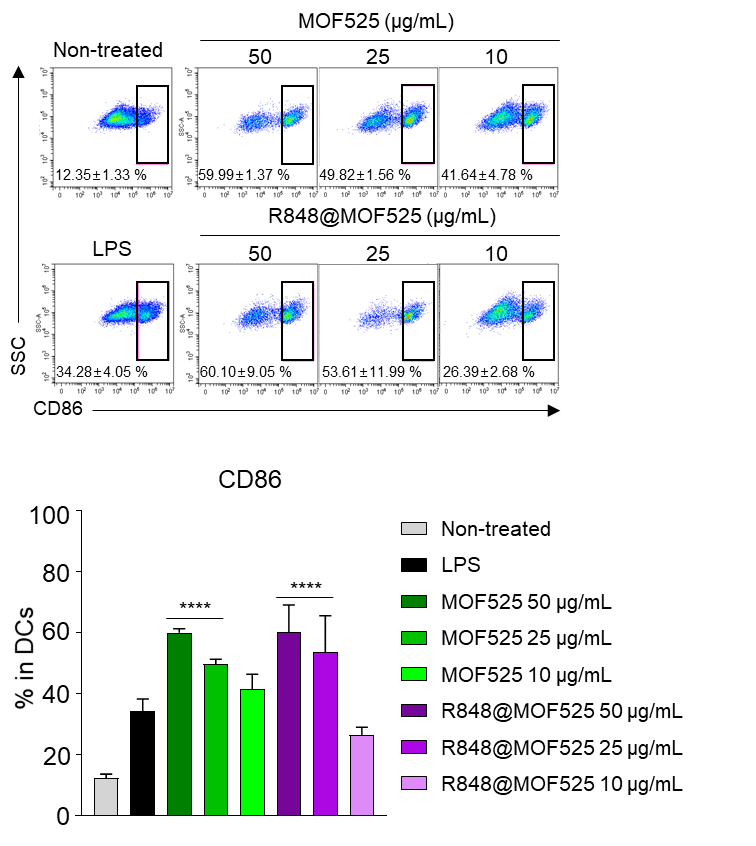 MOF525 (µg/mL)
Non-treated
50 25 10
12.35±1.33 %
59.99±1.37 %
49.82±1.56 %
41.64±4.78 %
SSC-A
R848@MOF525 (µg/mL)
LPS
50 25 10
34.28±4.05 %
60.10±9.05 %
53.61±11.99 %
26.39±2.68 %
SSC-A
SSC-A
SSC
CD86
CD86
100
80
60
40
20
0
% in DCs
****
****
Non-treated
LPS
MOF525 50 µg/mL
MOF525 25 µg/mL
MOF525 10 µg/mL
R848@MOF525 50 µg/mL
R848@MOF525 25 µg/mL
R848@MOF525 10 µg/mL